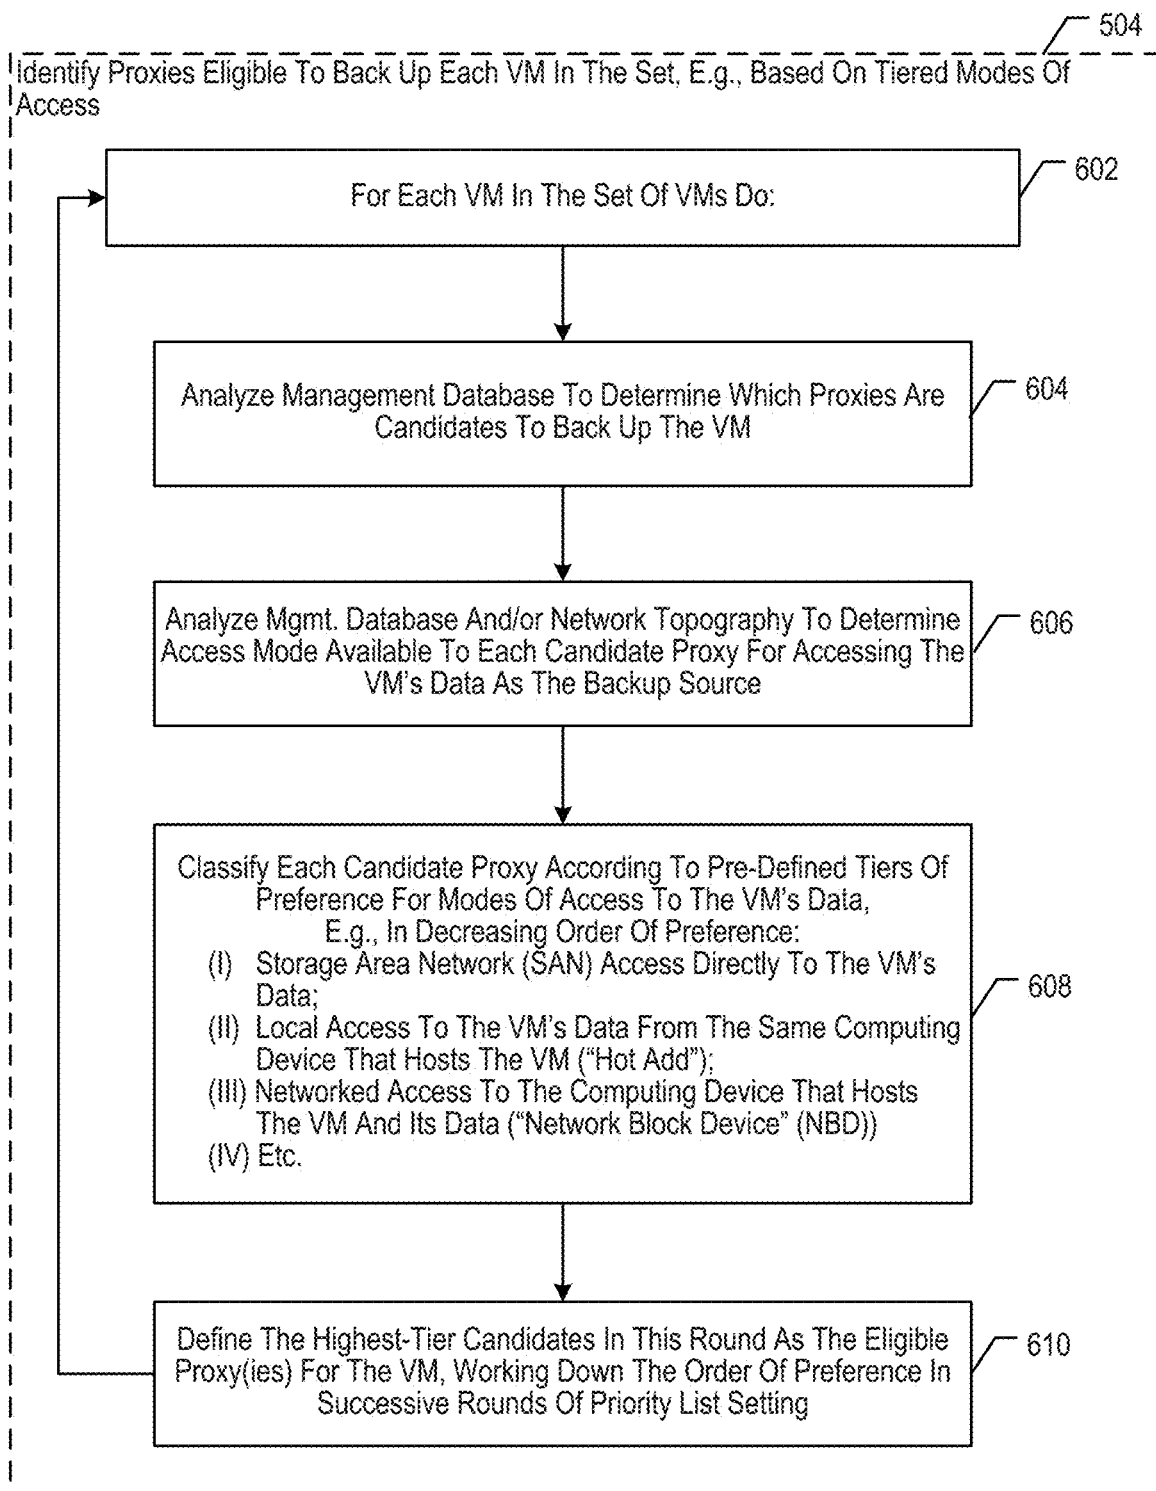 504
Identify Proxies Eligible To Back Up Each VM In The Set, E.g., Based On Tiered Modes Of
Access
For Each VM In The Set Of VMs Do:
602
Analyze Management Database To Determine Which Proxies Are
Candidates To Back Up The VM
604
Analyze Mgmt. Database And/or Network Topography To Determine
Access Mode Available To Each Candidate Proxy For Accessing The
VM's Data As The Backup Source
606
Classify Each Candidate Proxy According To Pre-Defined Tiers Of
Preference For Modes Of Access To The VM's Data,
E.g., In Decreasing Order Of Preference:
(I) Storage Area Network (SAN) Access Directly To The VM's
Data;
(II) Local Access To The VM's Data From The Same Computing
Device That Hosts The VM (“Hot Add”);
(III) Networked Access To The Computing Device That Hosts
The VM And Its Data (“Network Block Device” (NBD))
(IV) Etc.
608
Define The Highest-Tier Candidates In This Round As The Eligible
Proxy(ies) For The VM, Working Down The Order Of Preference In
Successive Rounds Of Priority List Setting
610